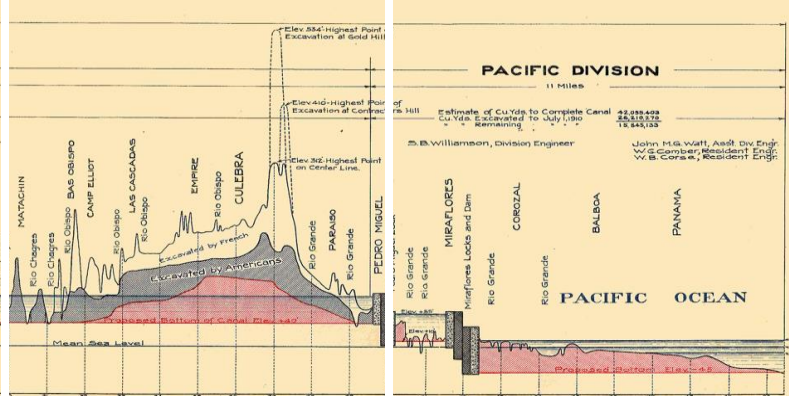 Elev. 534'-Highest Point of
Excavation at Gold Hill
Elev. 410'-Highest Point of
Excavation at Contractors Hill
Elev. 312'-Highest Point
on Center Line.
MATACHIN
Rio Chagres
Rio Chagres
Rio Obispo
BAS OBISPO
CAMP ELLIOT
Rio Obispo
LAS CASCADAS
Rio Obispo
EMPIRE
Rio Obispo
CULEBRA
Rio Grande
PARAISO
Rio Grande
PEDRO MIGUEL
Excavated by French
Excavated by Americans
Proposed Bottom of Canal Elev. +40'
Mean Sea Level
PACIFIC DIVISION
11 Miles
Estimate of Cu. Yds. to Complete Canal
Cu. Yds. Excavated to July 1, 1910
" " Remaining " " "
S.B. Williamson, Division Engineer
John M.G. Watt, Asst. Div. Engr.
W.G. Comber, Resident Engr.
W.B. Corse, Resident Engr.
Rio Grande
Rio Grande
MIRAFLORES
Miraflores Locks and Dam
Rio Grande
COROZAL
Rio Grande
BALBOA
PANAMA
PACIFIC OCEAN
Proposed Bottom Elev. -45